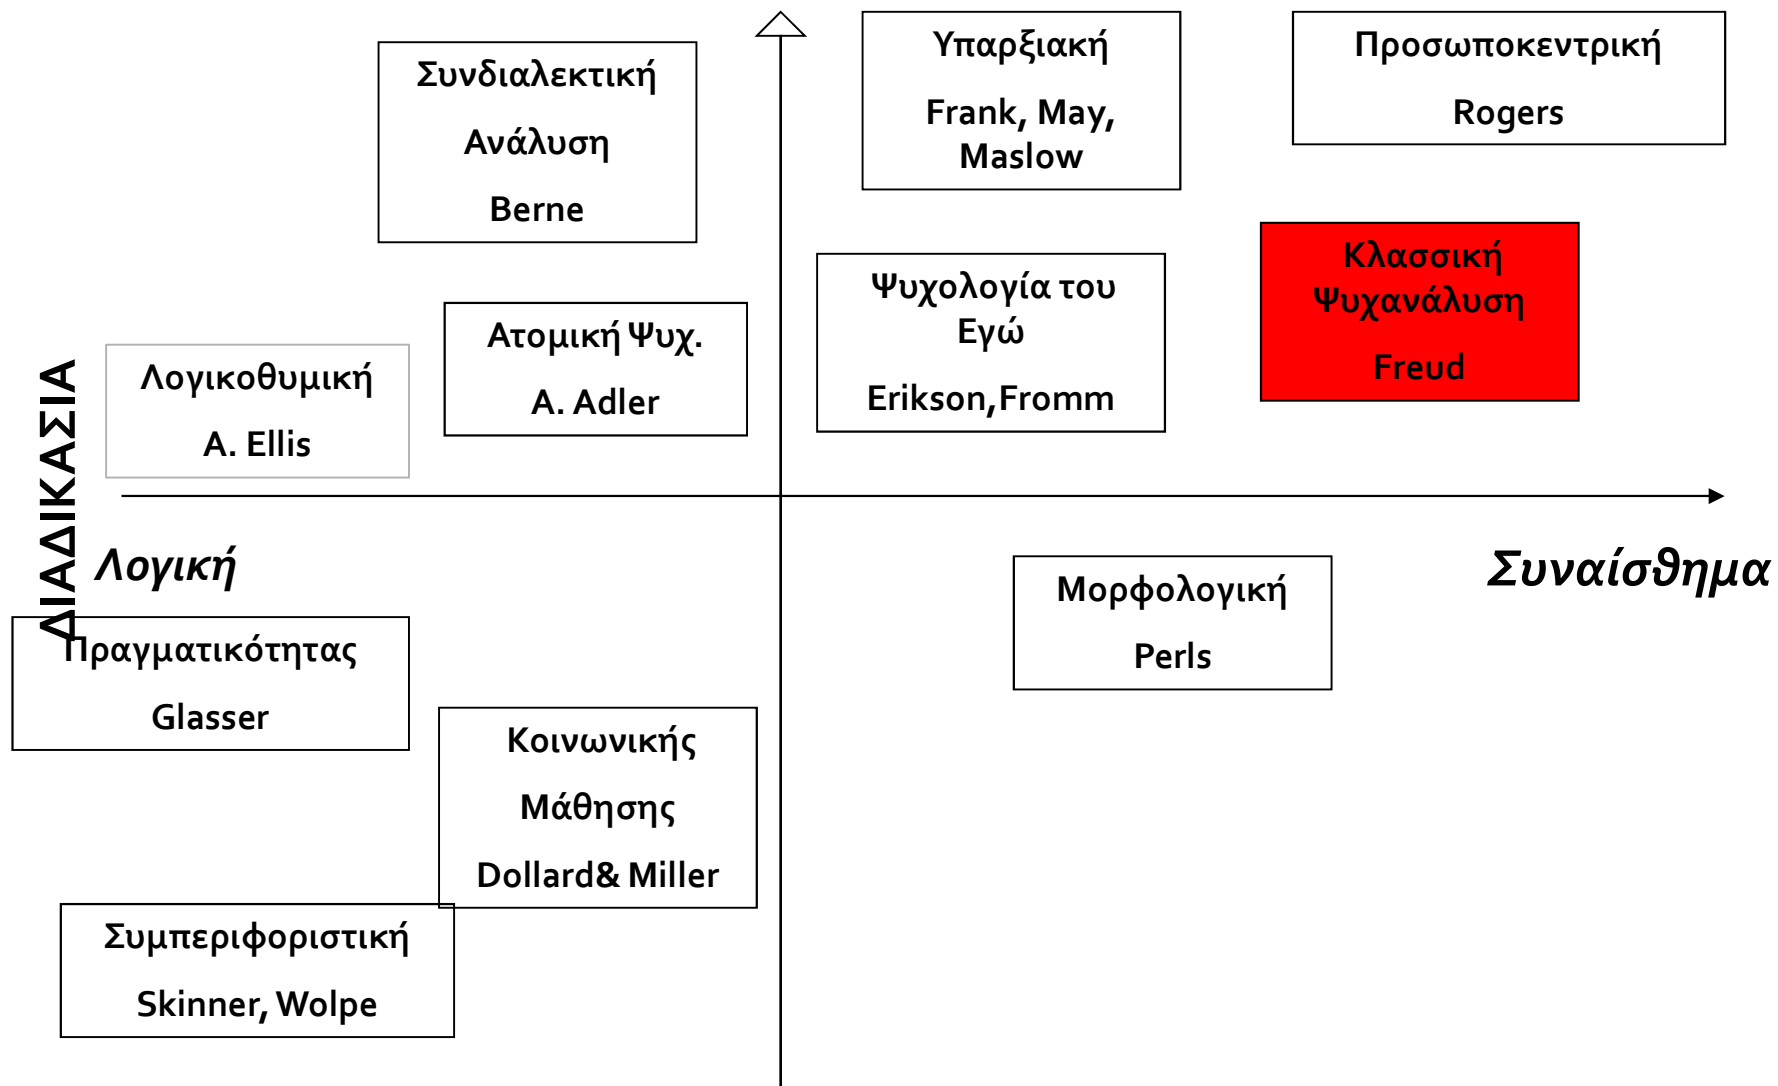 Συνδιαλεκτική
Ανάλυση
Berne
Υπαρξιακή
Frank, May,
Maslow
Προσωποκεντρική
Rogers
Λογικοθυμική
A. Ellis
Ατομική Ψυχ.
A. Adler
Ψυχολογία του
Εγώ
Erikson,Fromm
Κλασσική
Ψυχανάλυση
Freud
ΔΙΑΔΙΚΑΣΙΑ
Λογική
Συναίσθημα
Πραγματικότητας
Glasser
Κοινωνικής
Μάθησης
Dollard& Miller
Μορφολογική
Perls
Συμπεριφοριστική
Skinner, Wolpe